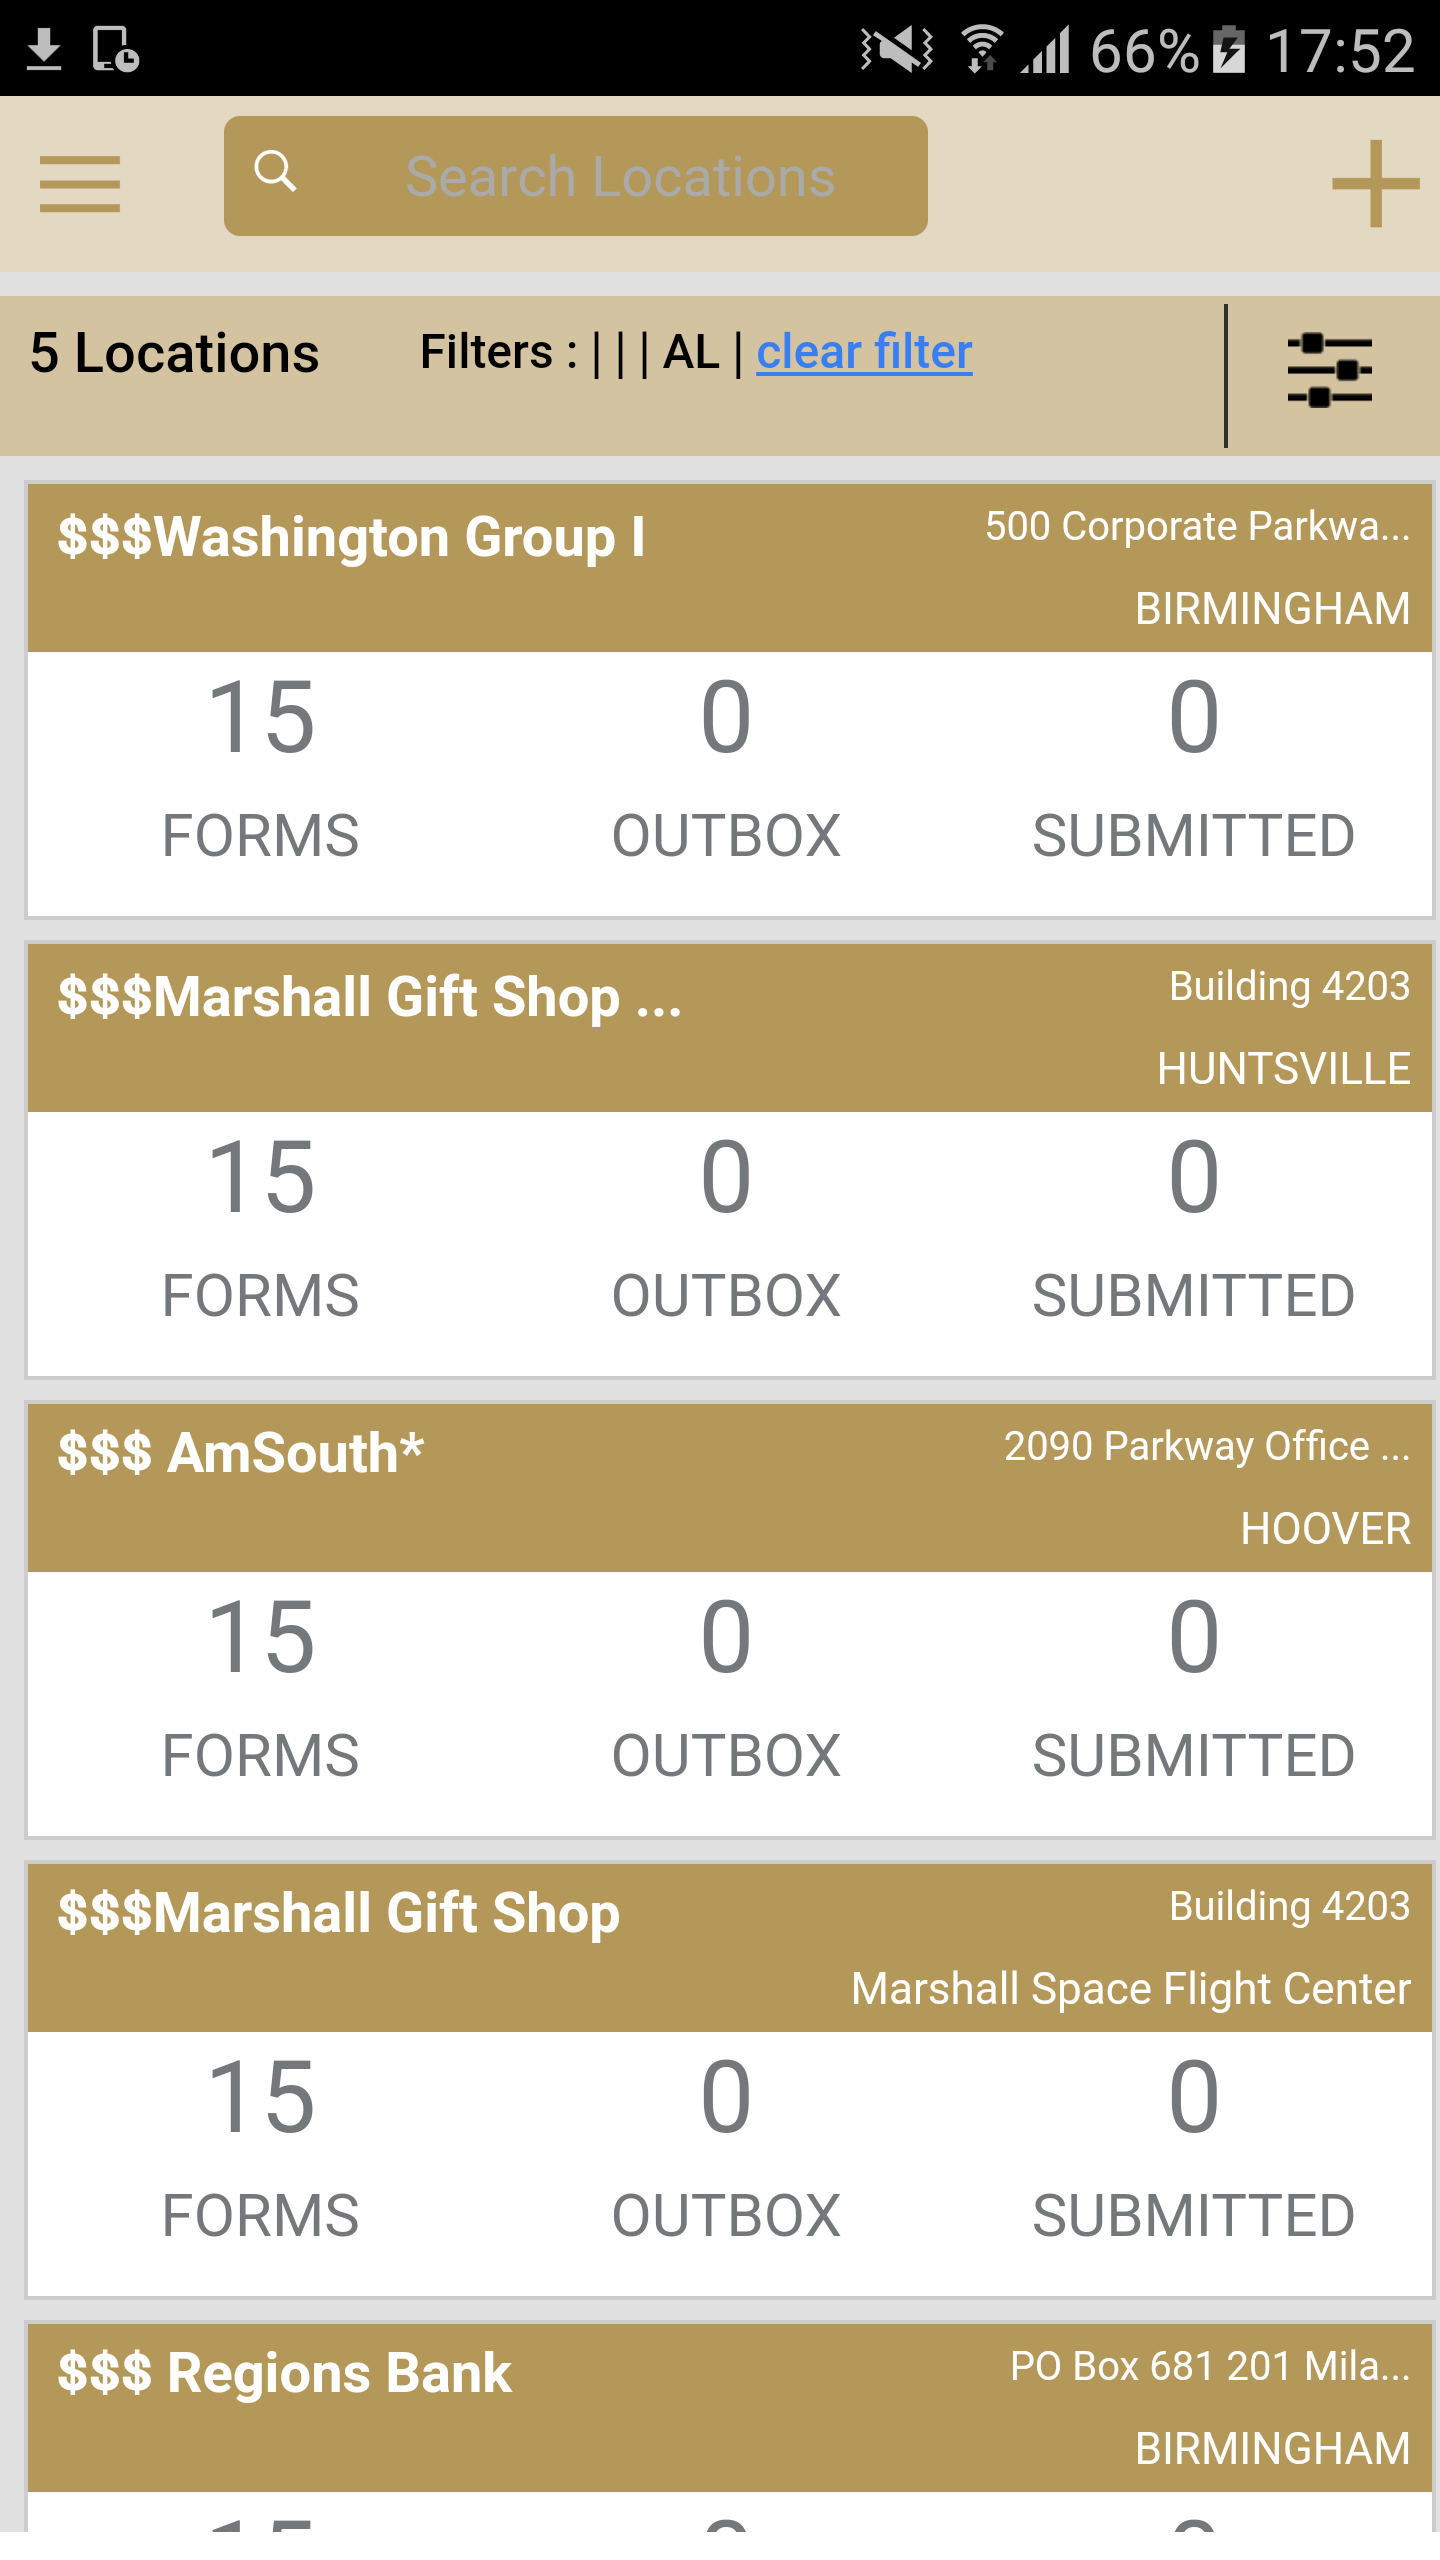 66% 17:52
Search Locations
5 Locations Filters : | | | AL | clear filter
$$$Washington Group I 500 Corporate Parkwa...
BIRMINGHAM
15 0 0
FORMS OUTBOX SUBMITTED
$$$Marshall Gift Shop ... Building 4203
HUNTSVILLE
15 0 0
FORMS OUTBOX SUBMITTED
$$$ AmSouth* 2090 Parkway Office ...
HOOVER
15 0 0
FORMS OUTBOX SUBMITTED
$$$Marshall Gift Shop Building 4203
Marshall Space Flight Center
15 0 0
FORMS OUTBOX SUBMITTED
$$$ Regions Bank PO Box 681 201 Mila...
BIRMINGHAM